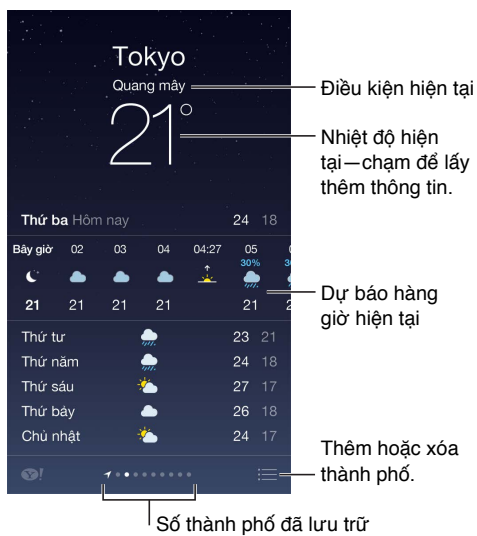 Tokyo
Quang mây
21°
Điều kiện hiện tại
Nhiệt độ hiện
tại—chạm để lấy
thêm thông tin.
Thứ ba Hôm nay 24 18
Bây giờ 02 03 04 04:27 05
30%
21 21 21 21 21
Dự báo hàng
giờ hiện tại
Thứ tư 23 21
Thứ năm 24 18
Thứ sáu 27 17
Thứ bảy 26 18
Chủ nhật 24 17
Y!
Thêm hoặc xóa
thành phố.
Số thành phố đã lưu trữ